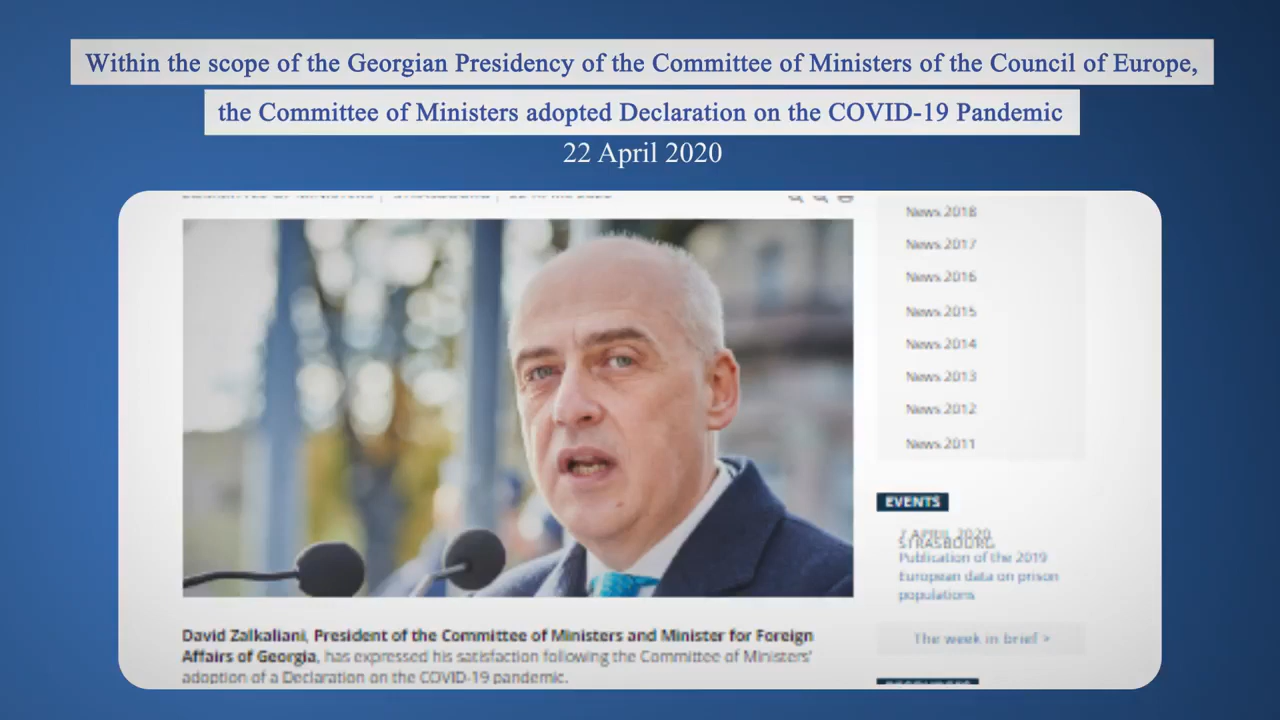 Within the scope of the Georgian Presidency of the Committee of Ministers of the Council of Europe,
the Committee of Ministers adopted Declaration on the COVID-19 Pandemic
22 April 2020
News 2018
News 2017
News 2016
News 2015
News 2014
News 2013
News 2012
News 2011
EVENTS
7 APRIL 2020
STRASBOURG
Publication of the 2019
European data on prison
populations
The week in brief >
David Zalkaliani, President of the Committee of Ministers and Minister for Foreign
Affairs of Georgia, has expressed his satisfaction following the Committee of Ministers'
adoption of a Declaration on the COVID-19 pandemic.